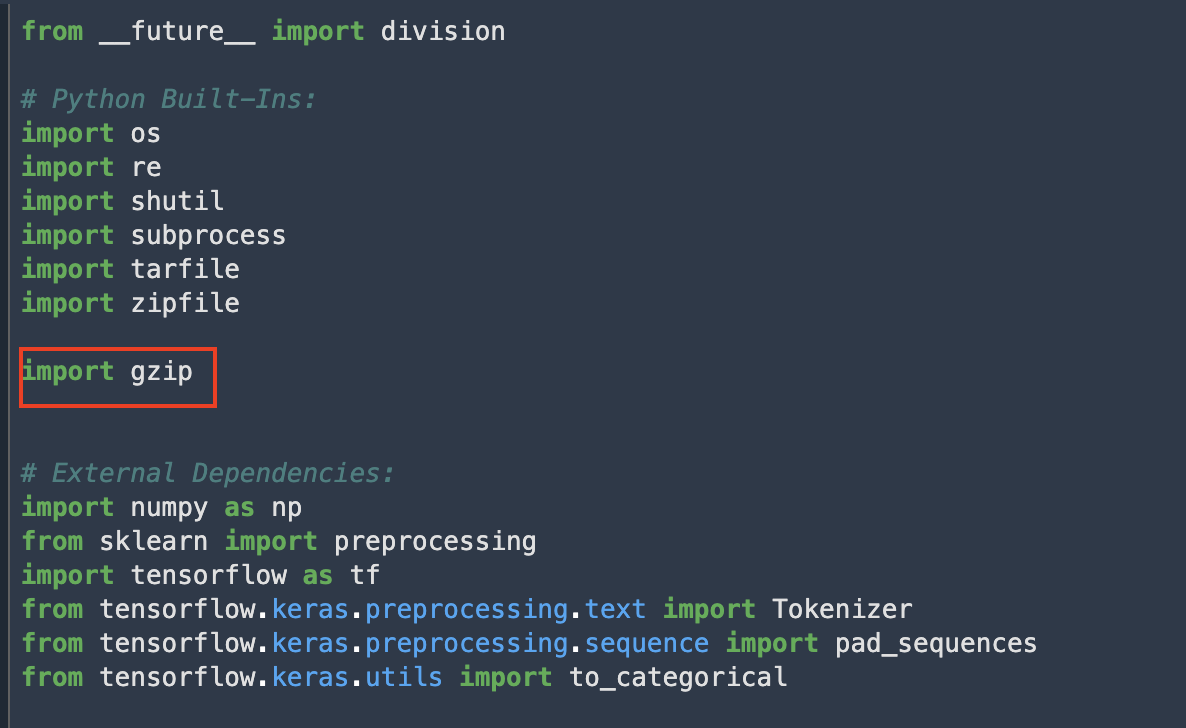 from __future__ import division
# Python Built-Ins:
import os
import re
import shutil
import subprocess
import tarfile
import zipfile
import gzip
# External Dependencies:
import numpy as np
from sklearn import preprocessing
import tensorflow as tf
from tensorflow.keras.preprocessing.text import Tokenizer
from tensorflow.keras.preprocessing.sequence import pad_sequences
from tensorflow.keras.utils import to_categorical